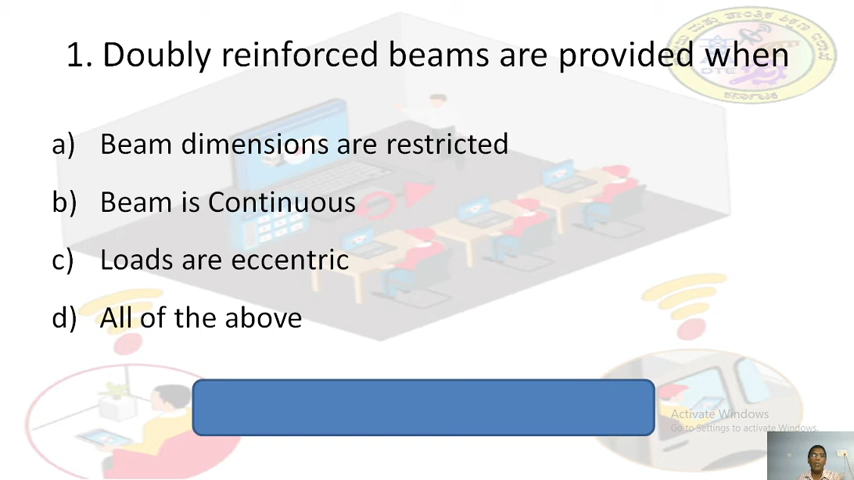 1. Doubly reinforced beams are provided when
a) Beam dimensions are restricted
b) Beam is Continuous
c) Loads are eccentric
d) All of the above
Activate Windows
Go to Settings to activate Windows.